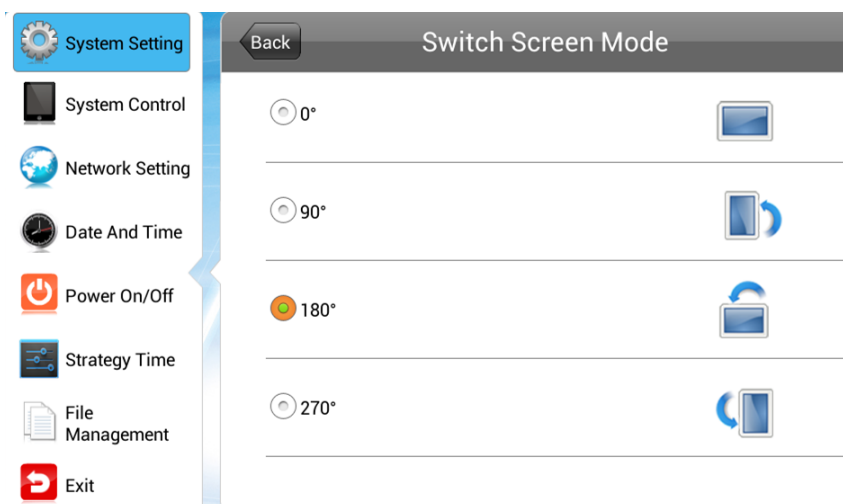 System Setting
System Control
Network Setting
Date And Time
Power On/Off
Strategy Time
File
Management
Exit
Back
Switch Screen Mode
0°
90°
180°
270°